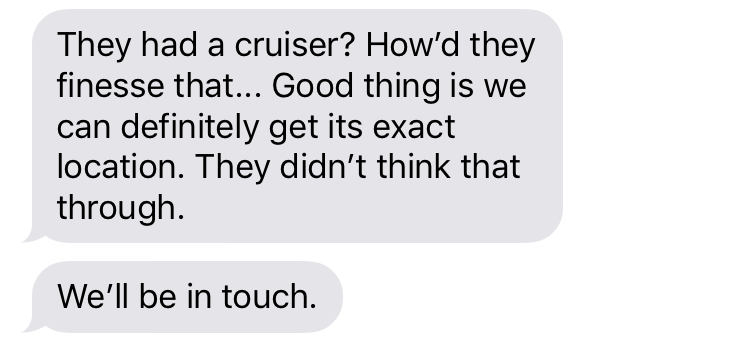 They had a cruiser? How’d they
finesse that... Good thing is we
can definitely get its exact
location. They didn’t think that
through.
We’ll be in touch.